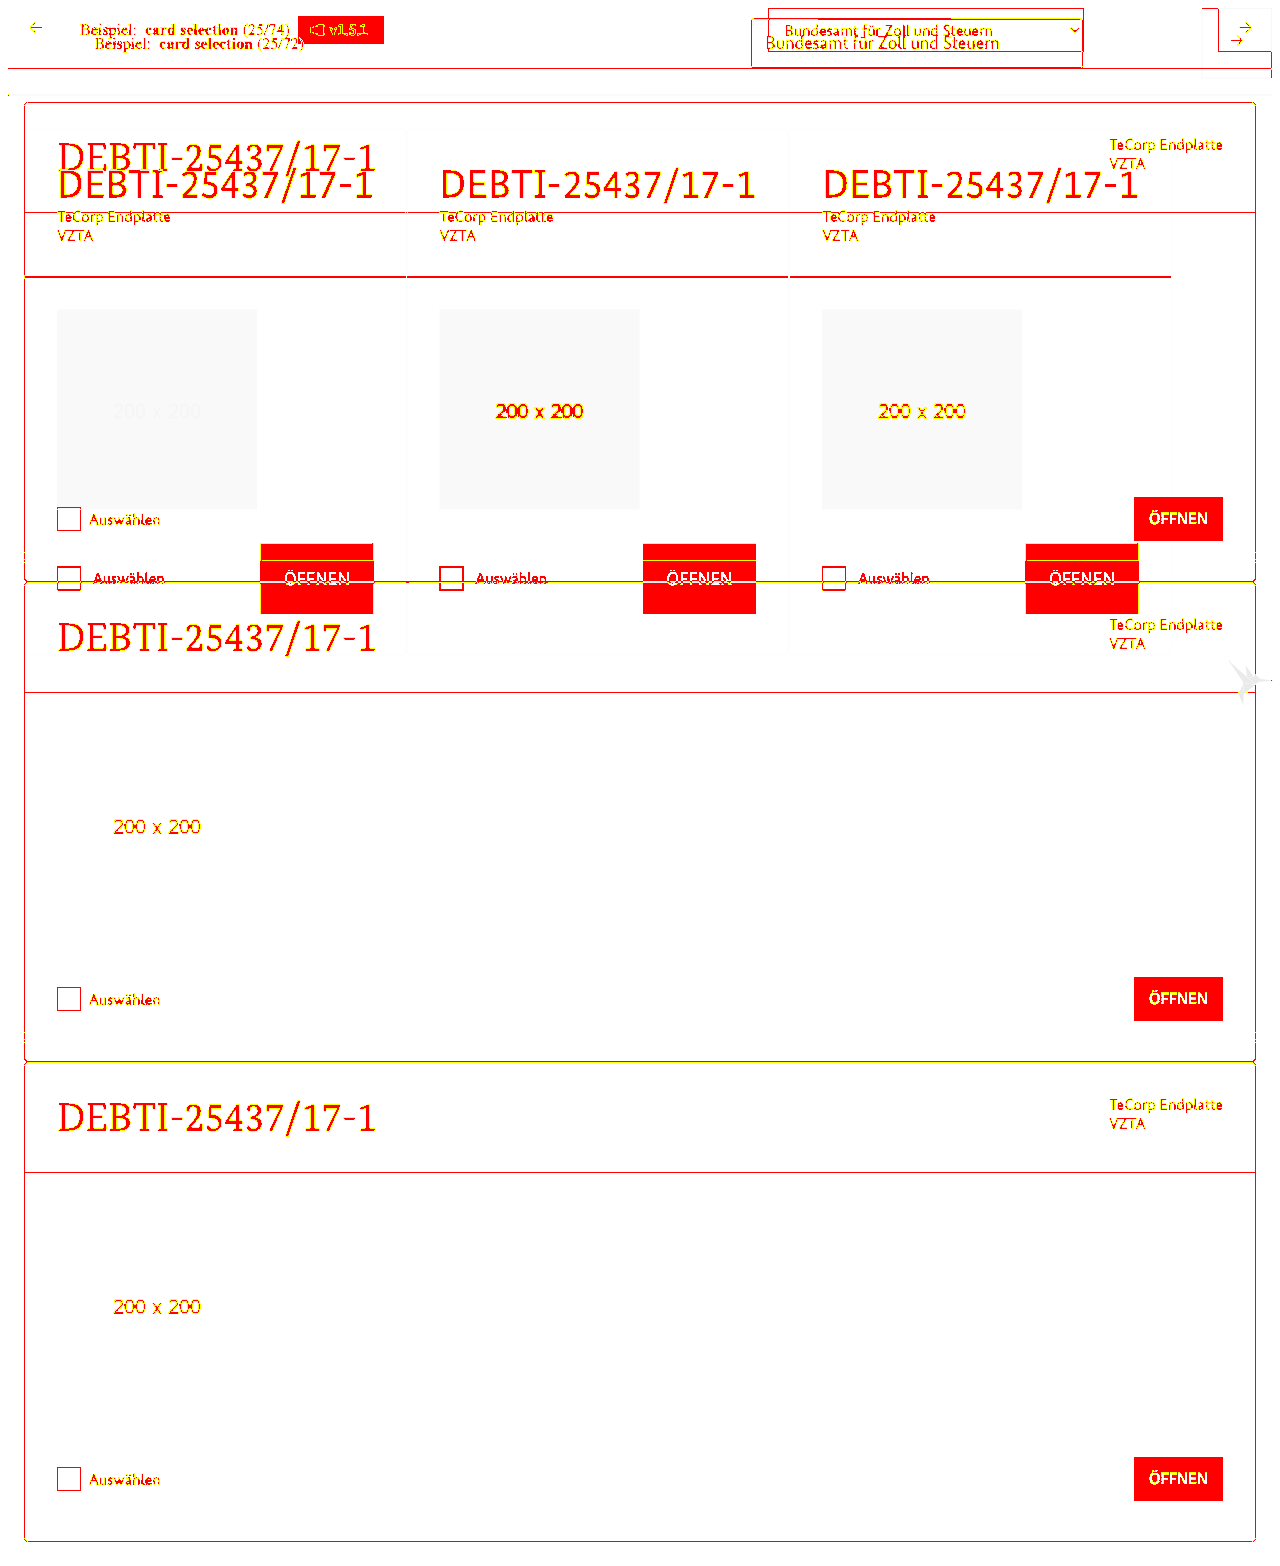 Beispiel: card selection (25/74) v1.5.1
Bundesamt für Zoll und Steuern
Beispiel: card selection (25/72)
Bundesamt für Zoll und Steuern
DEBTI-25437/17-1
TeCorp Endplatte
VZTA
DEBTI-25437/17-1 DEBTI-25437/17-1 DEBTI-25437/17-1
TeCorp Endplatte TeCorp Endplatte TeCorp Endplatte
VZTA VZTA VZTA
200 x 200 200 x 200 200 x 200
Auswählen ÖFFNEN
Auswählen ÖFFNEN Auswählen ÖFFNEN Auswählen ÖFFNEN
DEBTI-25437/17-1
TeCorp Endplatte
VZTA
200 x 200
Auswählen ÖFFNEN
DEBTI-25437/17-1
TeCorp Endplatte
VZTA
200 x 200
Auswählen ÖFFNEN